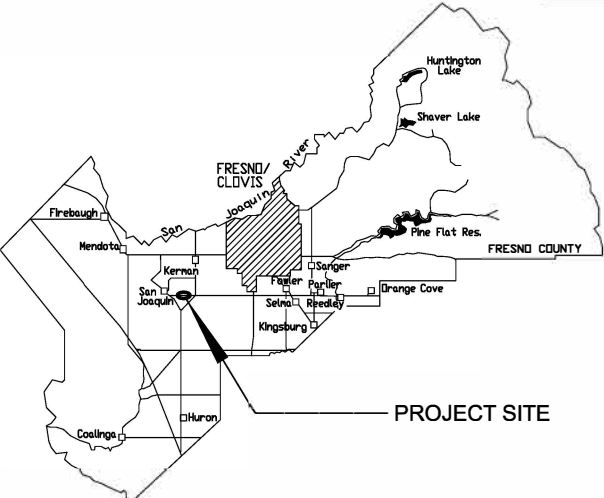 Huntington
Lake
Shaver Lake
River
FRESNO/
CLOVIS
Joaquin
San
Firebaugh
Pine Flat Res.
Mendota
FRESNO COUNTY
Kerman
Sanger
Fowler
Parlier
Orange Cove
San
Joaquin
Selma
Reedley
Kingsburg
PROJECT SITE
Huron
Coalinga